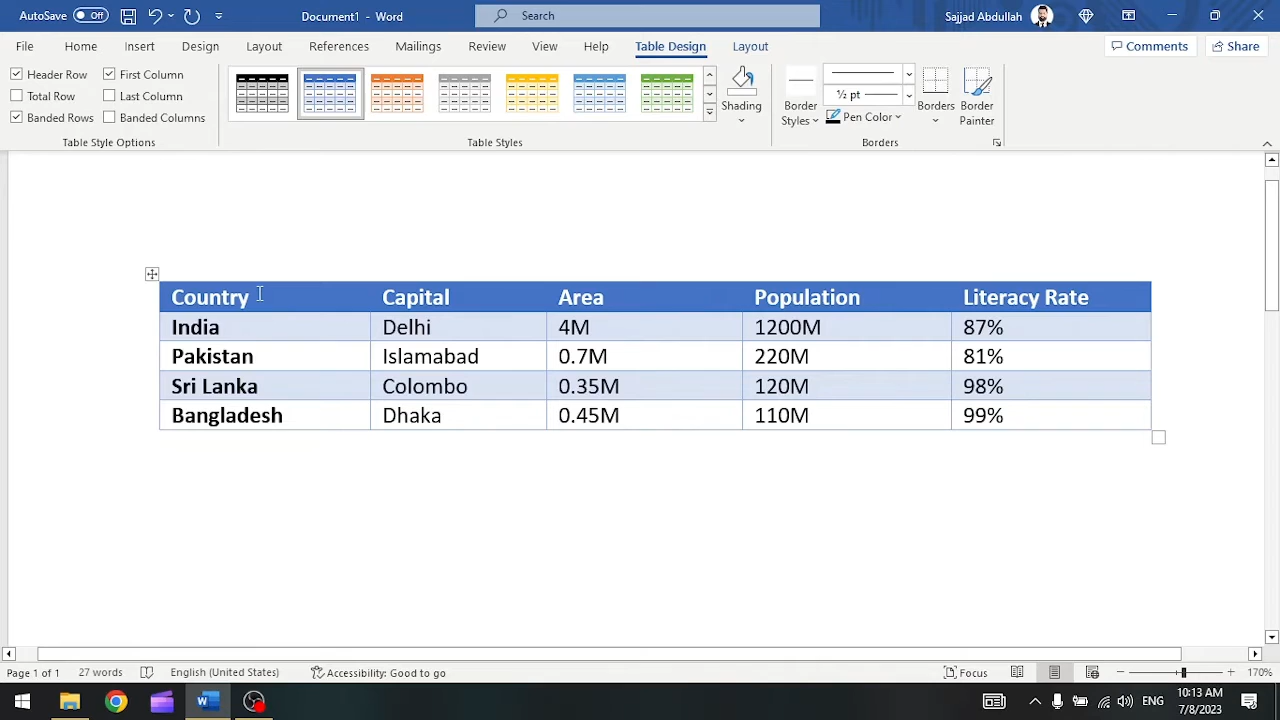 AutoSave Off Document1 - Word Search Sajjad Abdullah
File Home Insert Design Layout References Mailings Review View Help Table Design Layout Comments Share
Header Row First Column
Total Row Last Column
Banded Rows Banded Columns
Table Style Options
Table Styles
Shading
Border Styles
½ pt
Pen Color
Borders
Border Painter
Borders
Country Capital Area Population Literacy Rate
India Delhi 4M 1200M 87%
Pakistan Islamabad 0.7M 220M 81%
Sri Lanka Colombo 0.35M 120M 98%
Bangladesh Dhaka 0.45M 110M 99%
Page 1 of 1 27 words English (United States) Accessibility: Good to go Focus 170%
ENG 10:13 AM
7/8/2023